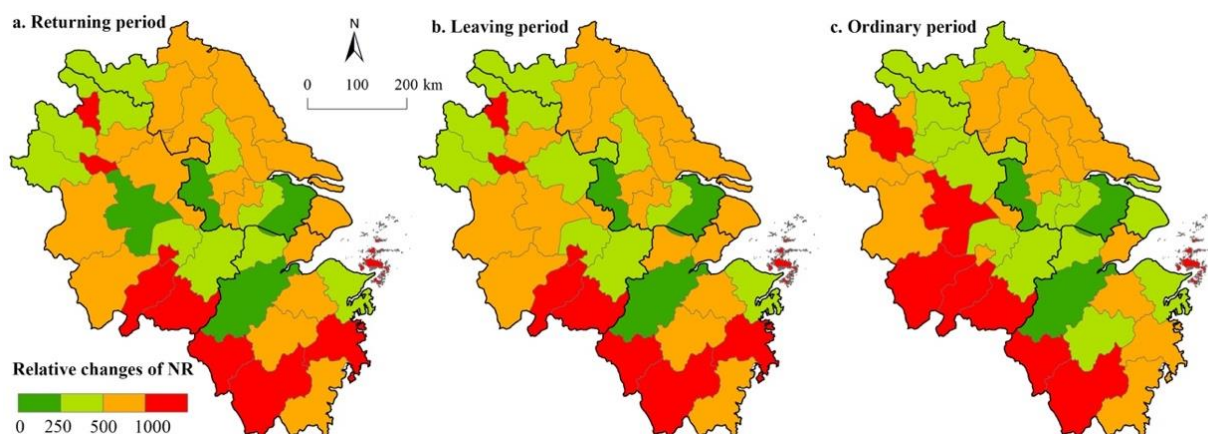 a. Returning period
N
b. Leaving period
c. Ordinary period
0 100 200 km
Relative changes of NR
0 250 500 1000